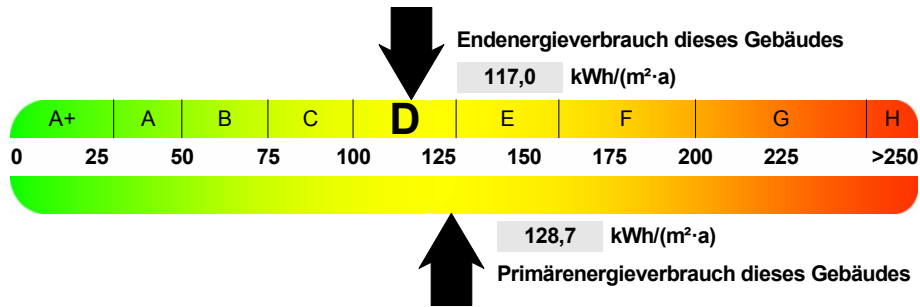 Endenergieverbrauch dieses Gebäudes
117,0 kWh/(m²·a)
A+ A B C D E F G H
0 25 50 75 100 125 150 175 200 225 >250
128,7 kWh/(m²·a)
Primärenergieverbrauch dieses Gebäudes